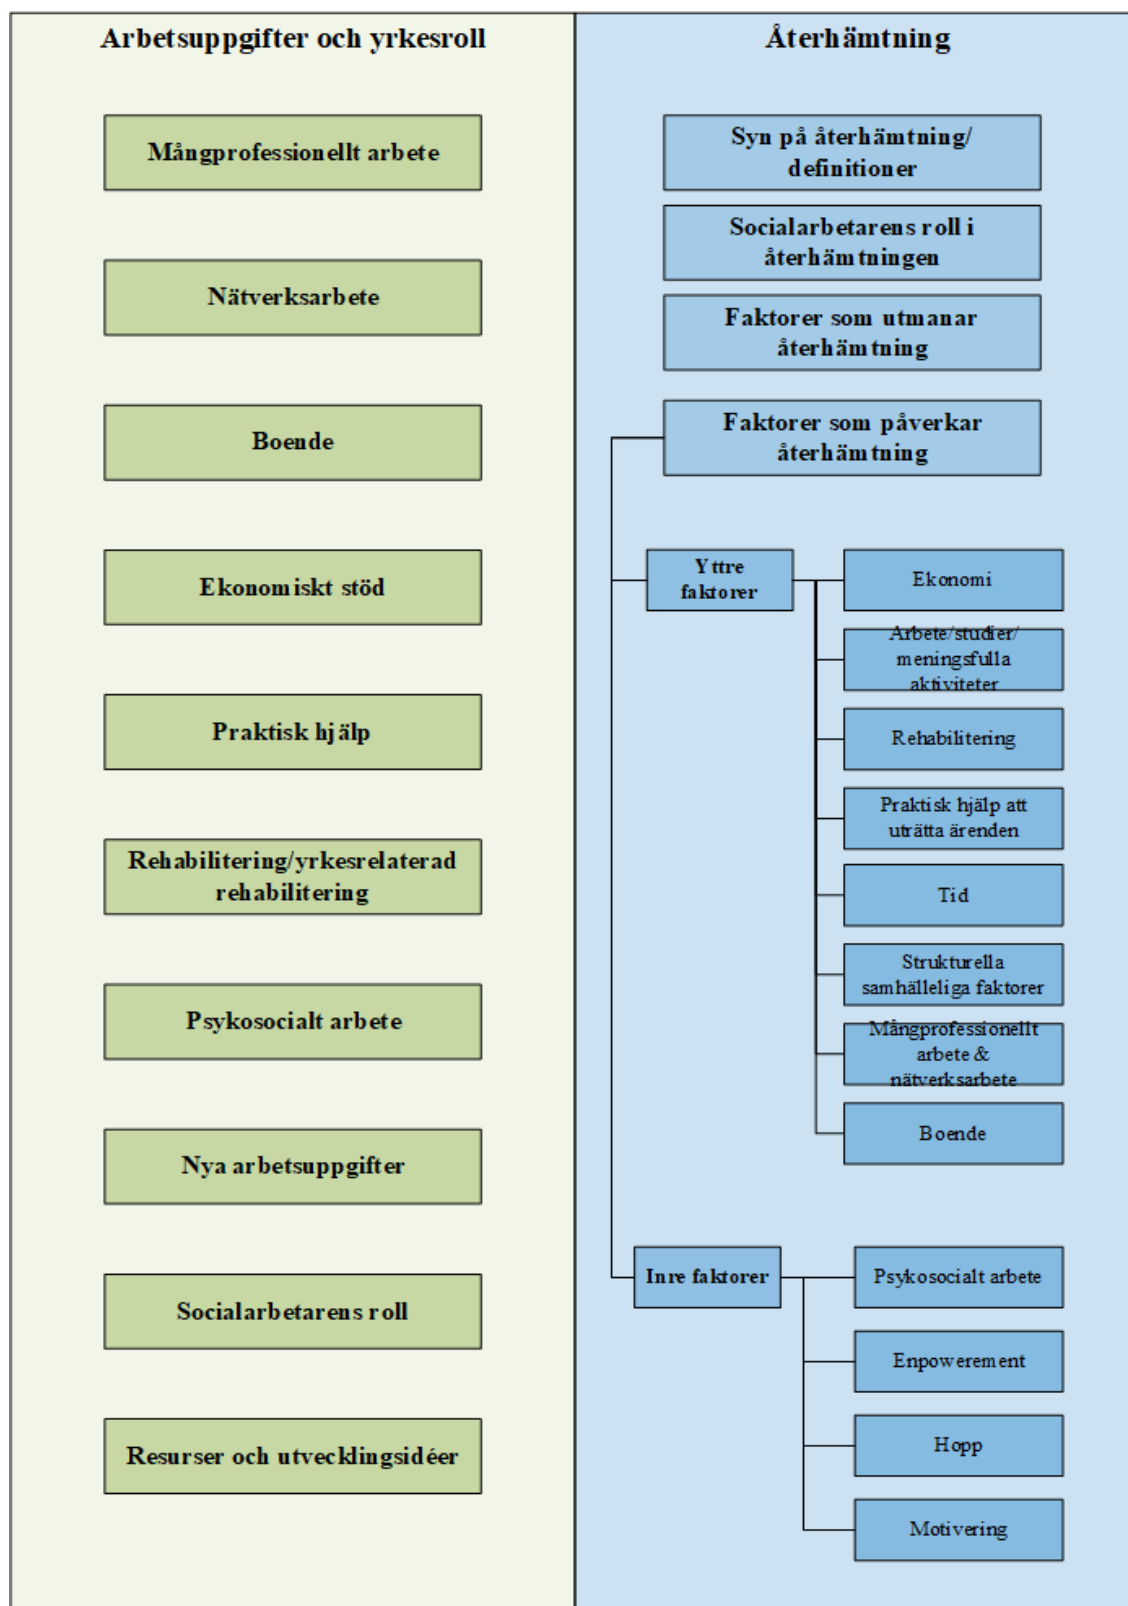 Arbetsuppgifter och yrkesroll
Mångprofessionellt arbete
Nätverksarbete
Boende
Ekonomiskt stöd
Praktisk hjälp
Rehabilitering/yrkesrelaterad
rehabilitering
Psykosocialt arbete
Nya arbetsuppgifter
Socialarbetarens roll
Resurser och utvecklingsidéer
Återhämtning
Syn på återhämtning/
definitioner
Socialarbetarens roll i
återhämtningen
Faktorer som utmanar
återhämtning
Faktorer som påverkar
återhämtning
Yttre
faktorer
Ekonomi
Arbete/studier/
meningsfulla
aktiviteter
Rehabilitering
Praktisk hjälp att
uträtta ärenden
Tid
Strukturella
samhälleliga faktorer
Mångprofessionellt
arbete &
nätverksarbete
Boende
Inre faktorer
Psykosocialt arbete
Enpowerement
Hopp
Motivering